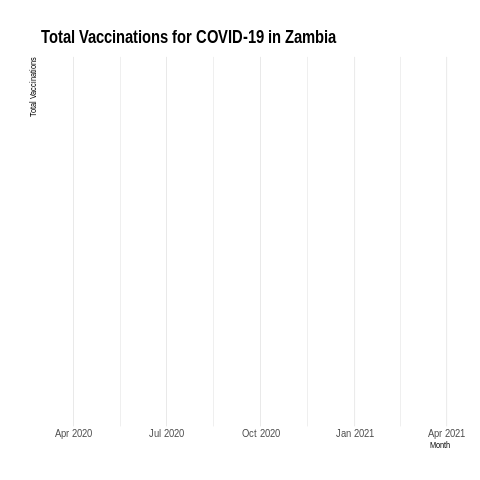 Total Vaccinations for COVID-19 in Zambia
Total Vaccinations
Apr 2020 Jul 2020 Oct 2020 Jan 2021 Apr 2021
Month